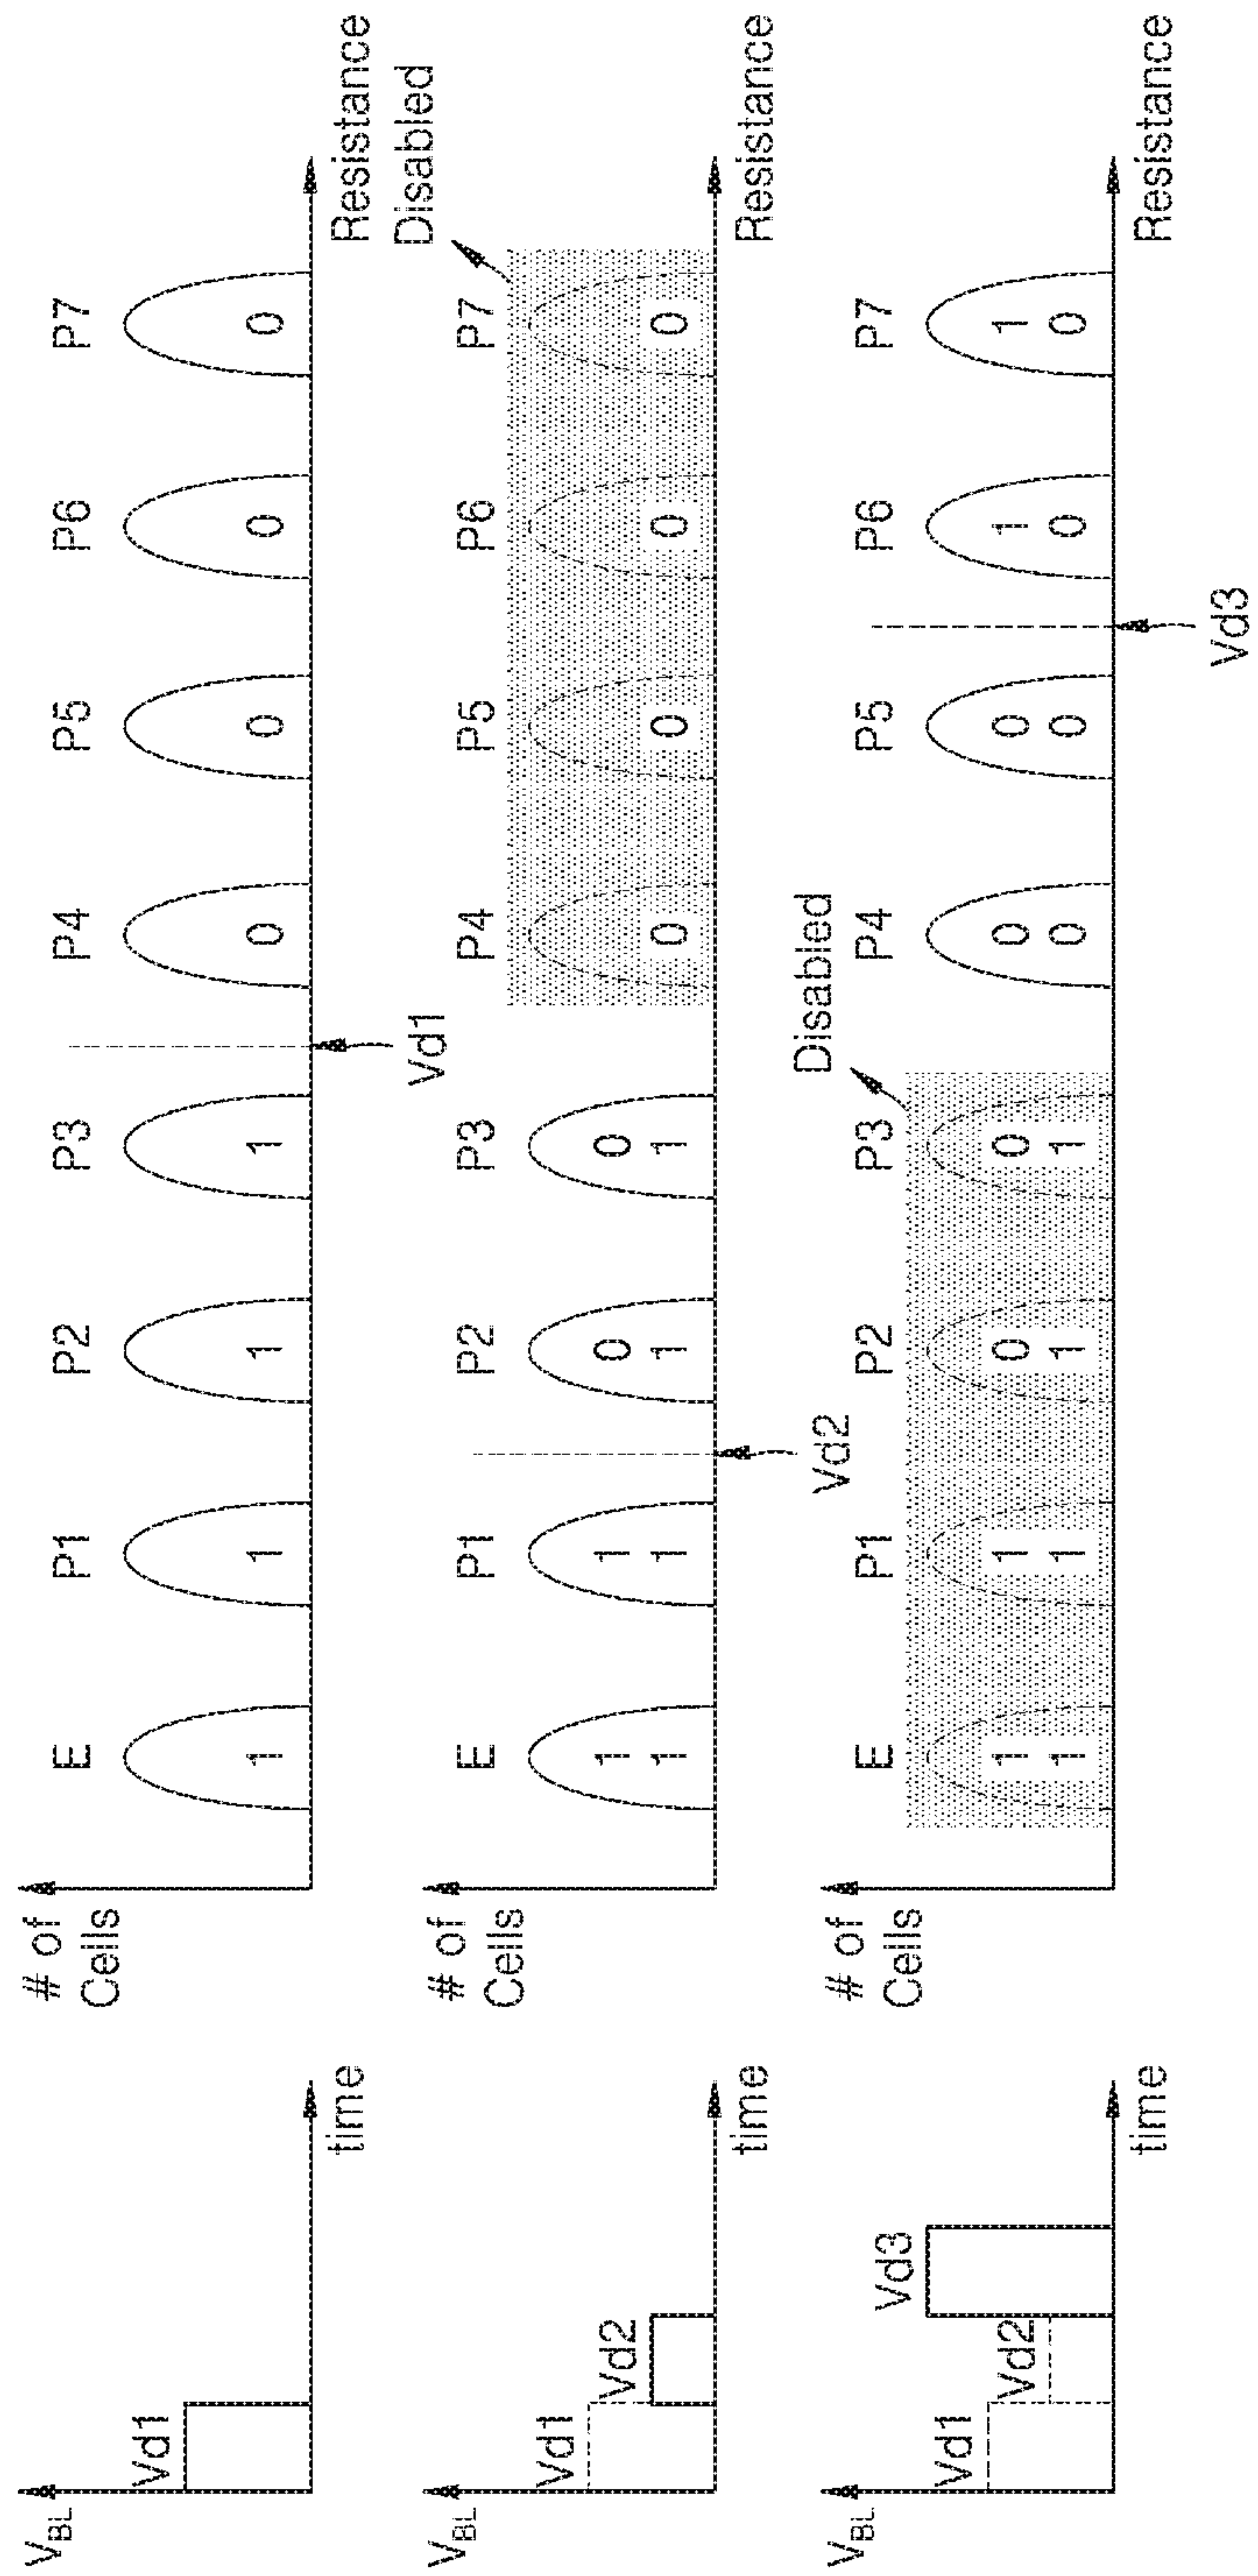 V_BL
Vd1
time
# of
Cells
E P1 P2 P3 P4 P5 P6 P7
1 1 1 1 0 0 0 0
Vd1
Resistance
V_BL
Vd1
Vd2
time
# of
Cells
Disabled
E P1 P2 P3 P4 P5 P6 P7
1 1 0 0
1 1 1 1 0 0 0 0
Vd2
Resistance
V_BL
Vd1
Vd2
Vd3
time
# of
Cells
Disabled
E P1 P2 P3 P4 P5 P6 P7
1 1 0 0 0 0 1 1
1 1 1 1 0 0 0 0
Vd3
Resistance